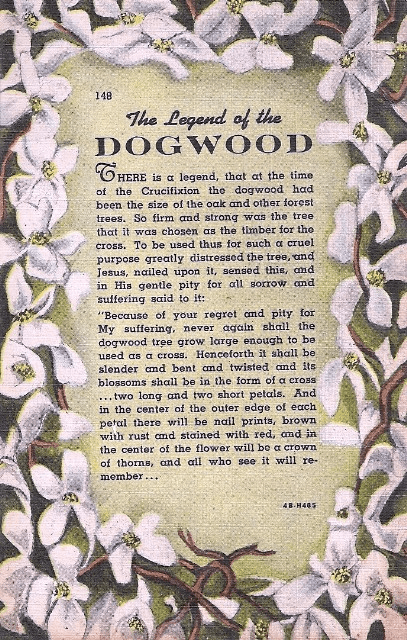 148
The Legend of the
DOGWOOD
THERE is a legend, that at the time
of the Crucifixion the dogwood had
been the size of the oak and other forest
trees. So firm and strong was the tree
that it was chosen as the timber for the
cross. To be used thus for such a cruel
purpose greatly distressed the tree, and
Jesus, nailed upon it, sensed this, and
in His gentle pity for all sorrow and
suffering said to it:
"Because of your regret and pity for
My suffering, never again shall the
dogwood tree grow large enough to be
used as a cross. Henceforth it shall be
slender and bent and twisted and its
blossoms shall be in the form of a cross
...two long and two short petals. And
in the center of the outer edge of each
petal there will be nail prints, brown
with rust and stained with red, and in
the center of the flower will be a crown
of thorns, and all who see it will re-
member...
4B-H465